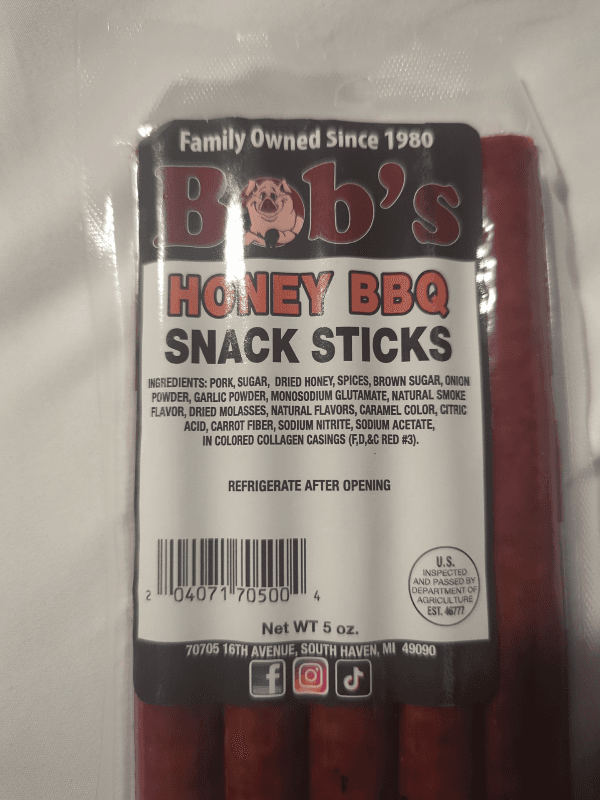 Family Owned Since 1980
Bob's
HONEY BBQ
SNACK STICKS
INGREDIENTS: PORK, SUGAR, DRIED HONEY, SPICES, BROWN SUGAR, ONION
POWDER, GARLIC POWDER, MONOSODIUM GLUTAMATE, NATURAL SMOKE
FLAVOR, DRIED MOLASSES, NATURAL FLAVORS, CARAMEL COLOR, CITRIC
ACID, CARROT FIBER, SODIUM NITRITE, SODIUM ACETATE,
IN COLORED COLLAGEN CASINGS (F,D,&C RED #3).
REFRIGERATE AFTER OPENING
2 04071 70500 4
U.S.
INSPECTED
AND PASSED BY
DEPARTMENT OF
AGRICULTURE
EST. 46777
Net WT 5 oz.
70705 16TH AVENUE, SOUTH HAVEN, MI 49090